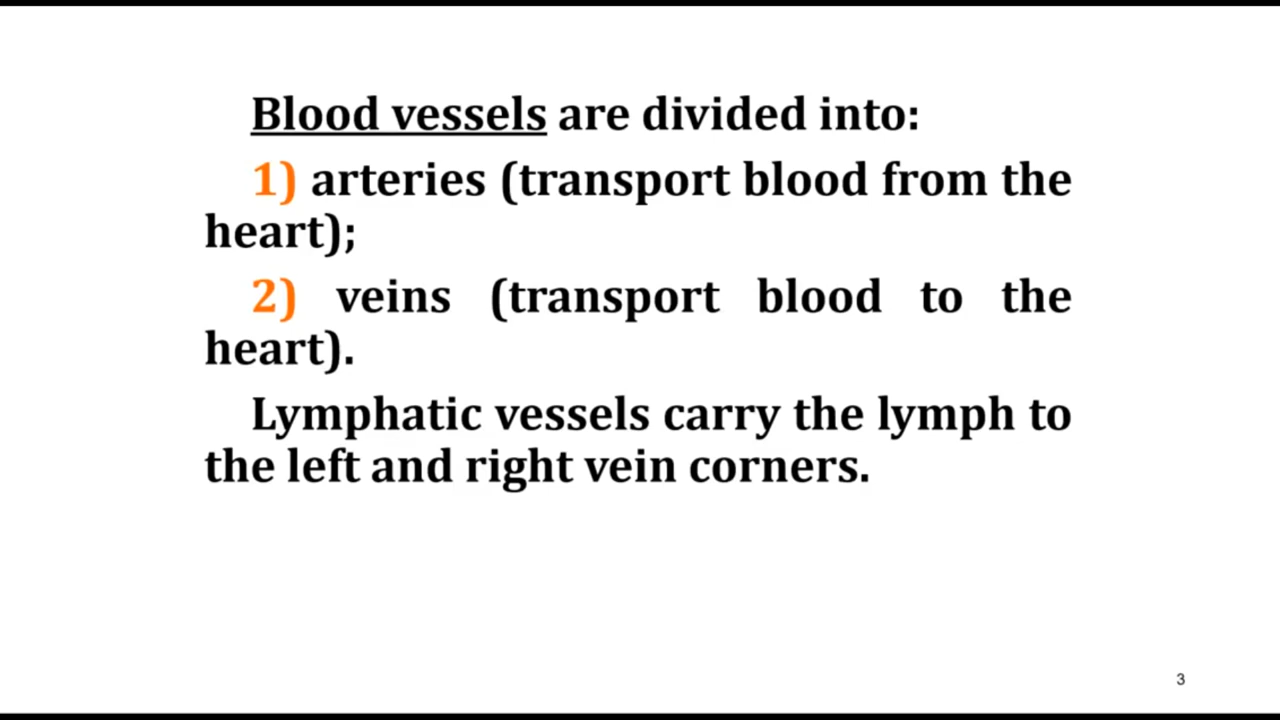 Blood vessels are divided into:
1) arteries (transport blood from the
heart);
2) veins (transport blood to the
heart).
Lymphatic vessels carry the lymph to
the left and right vein corners.
3